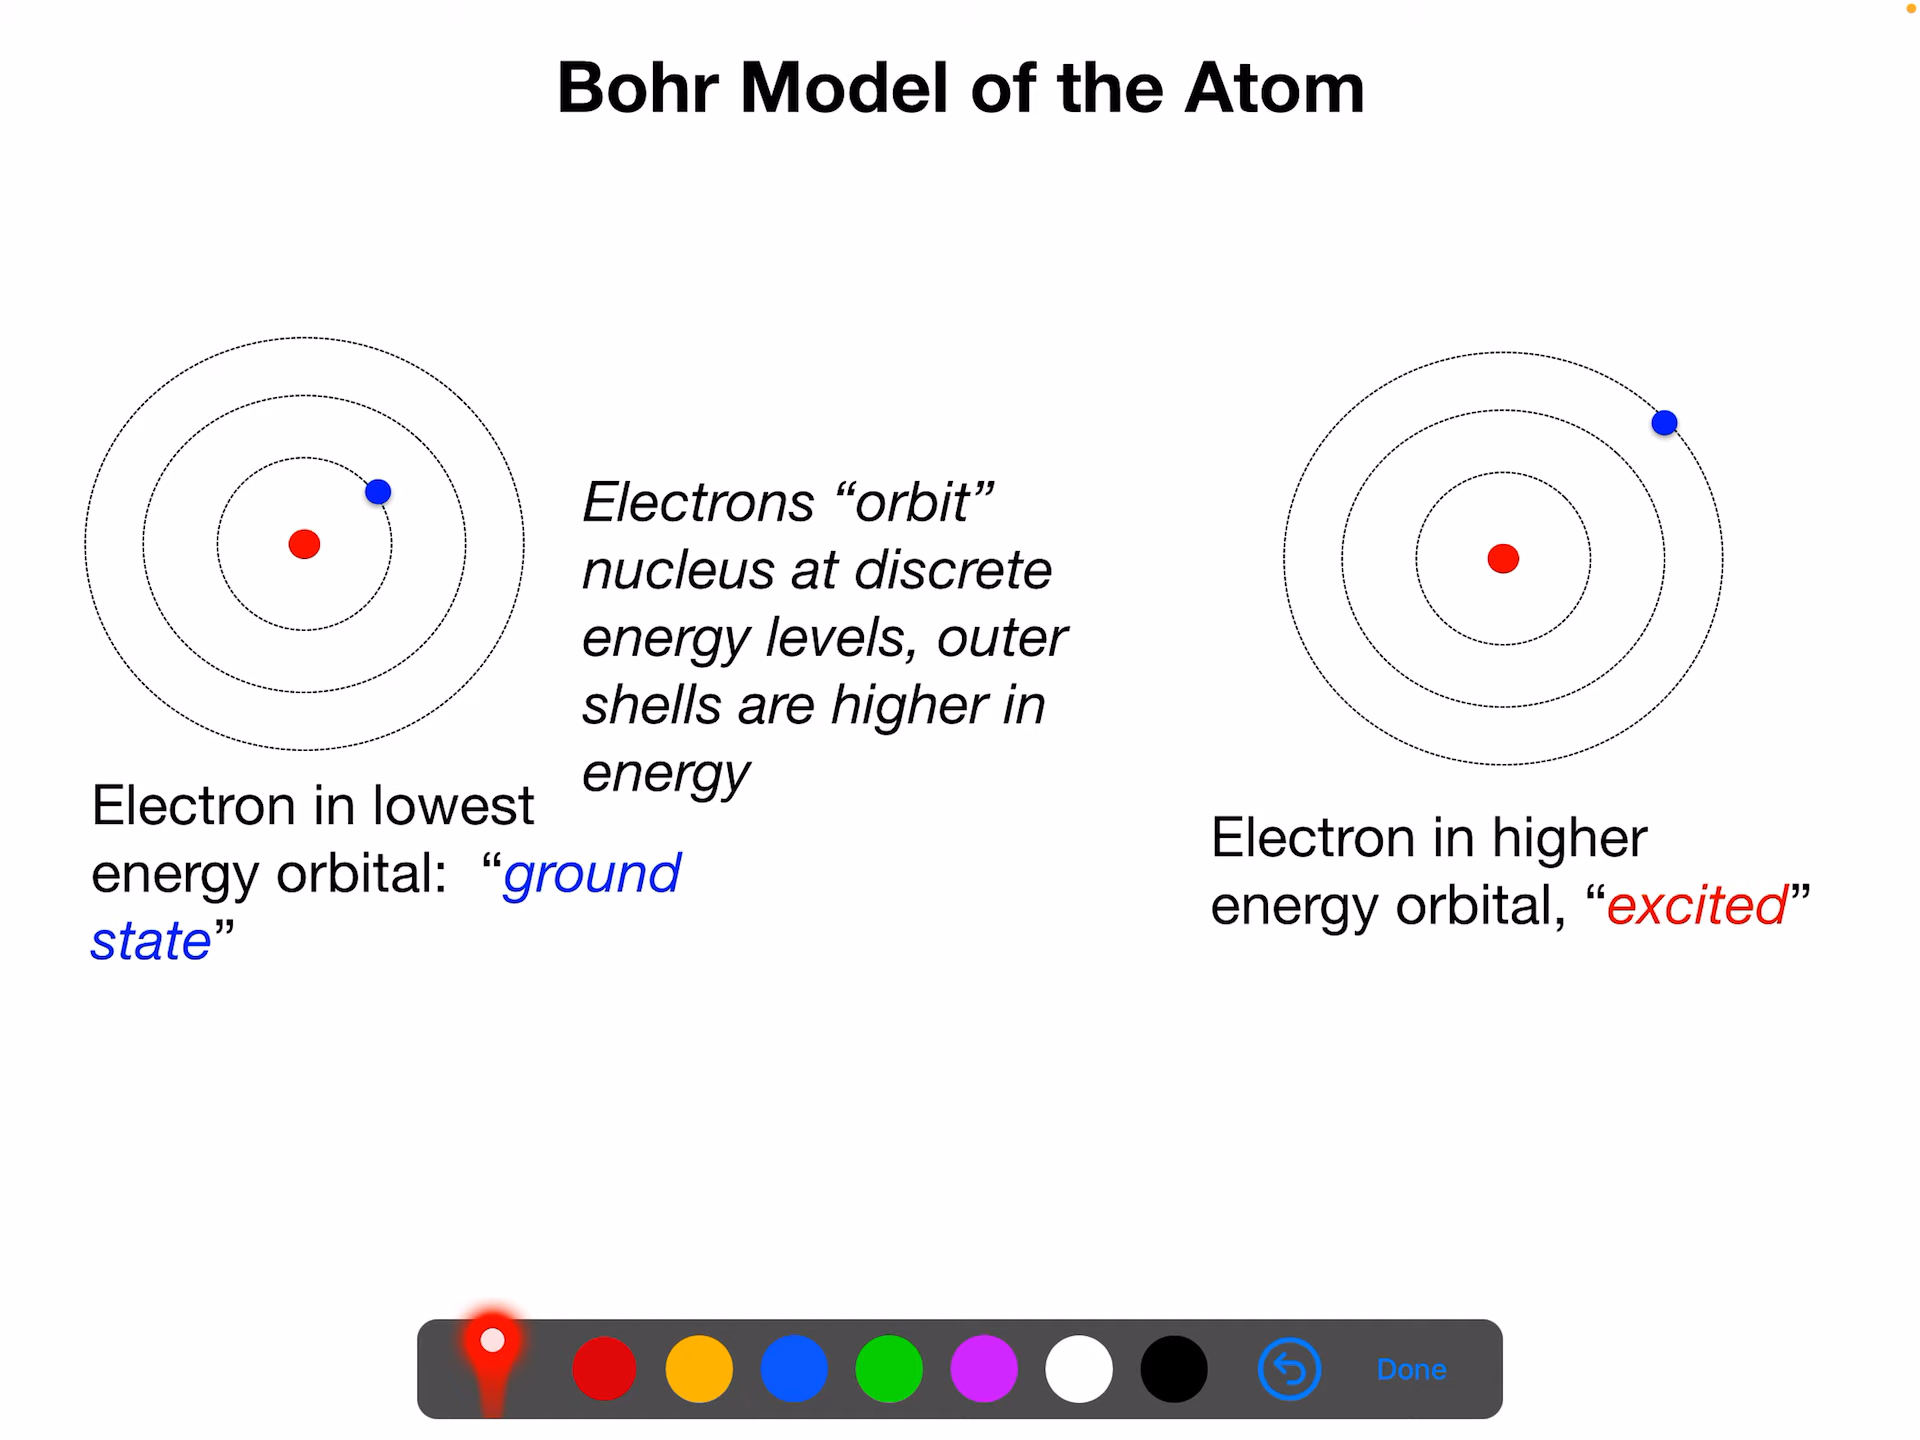 Bohr Model of the Atom
Electrons “orbit”
nucleus at discrete
energy levels, outer
shells are higher in
energy
Electron in lowest
energy orbital: “ground
state”
Electron in higher
energy orbital, “excited”
Done